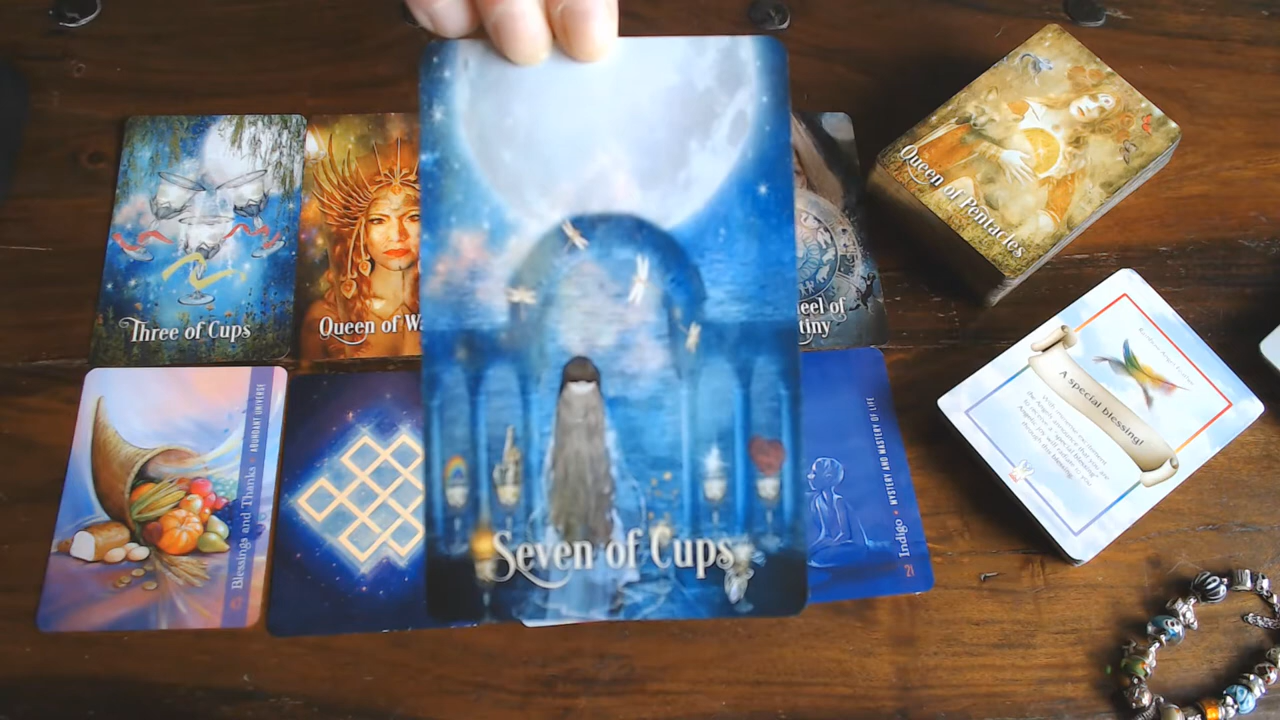 Three of Cups
Queen of Wa
Seven of Cups
eel of
tiny
Queen of Pentacles
Blessings and Thanks • ABUNDANT UNIVERSE
Indigo • MYSTERY AND MASTERY OF LIFE
21
A special blessing!